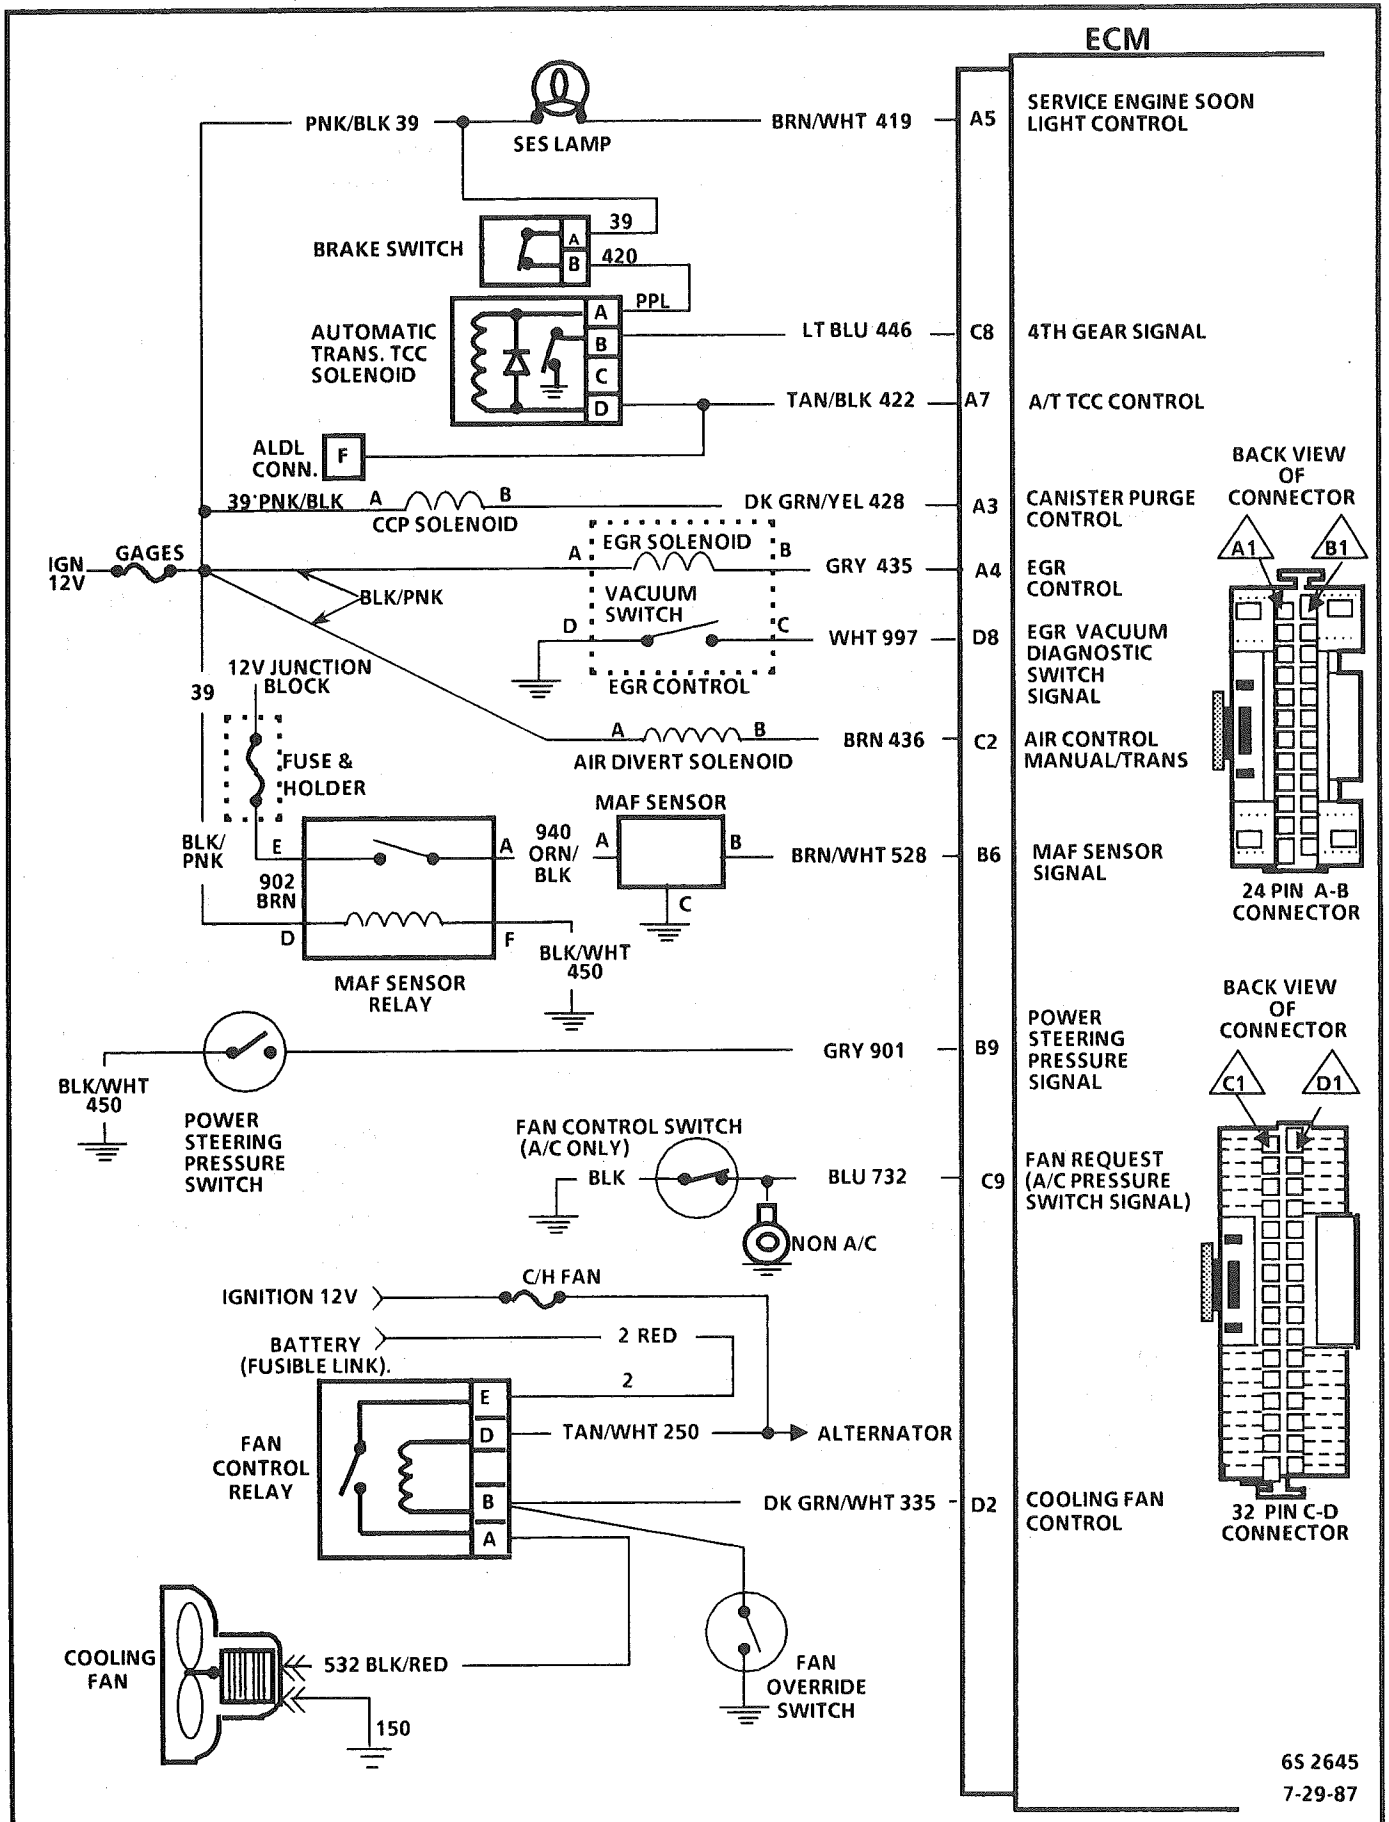 ECM
PNK/BLK 39
SES LAMP
BRN/WHT 419
A5
SERVICE ENGINE SOON
LIGHT CONTROL
BRAKE SWITCH
A
B
39
420
PPL
AUTOMATIC
TRANS. TCC
SOLENOID
A
B
C
D
LT BLU 446
C8
4TH GEAR SIGNAL
TAN/BLK 422
A7
A/T TCC CONTROL
ALDL
CONN.
F
39 PNK/BLK
A
B
CCP SOLENOID
DK GRN/YEL 428
A3
CANISTER PURGE
CONTROL
IGN
12V
GAGES
BLK/PNK
A
EGR SOLENOID
B
GRY 435
A4
EGR
CONTROL
VACUUM
SWITCH
D
C
WHT 997
D8
EGR VACUUM
DIAGNOSTIC
SWITCH
SIGNAL
EGR CONTROL
39
12V JUNCTION
BLOCK
FUSE &
HOLDER
A
B
AIR DIVERT SOLENOID
BRN 436
C2
AIR CONTROL
MANUAL/TRANS
BLK/
PNK
E
902
BRN
D
A
F
940
ORN/
BLK
MAF SENSOR
A
B
C
BRN/WHT 528
B6
MAF SENSOR
SIGNAL
BLK/WHT
450
MAF SENSOR
RELAY
BACK VIEW
OF
CONNECTOR
A1
B1
24 PIN A-B
CONNECTOR
BLK/WHT
450
POWER
STEERING
PRESSURE
SWITCH
GRY 901
B9
POWER
STEERING
PRESSURE
SIGNAL
FAN CONTROL SWITCH
(A/C ONLY)
BLK
BLU 732
C9
FAN REQUEST
(A/C PRESSURE
SWITCH SIGNAL)
NON A/C
BACK VIEW
OF
CONNECTOR
C1
D1
32 PIN C-D
CONNECTOR
IGNITION 12V
C/H FAN
BATTERY
(FUSIBLE LINK).
2 RED
2
FAN
CONTROL
RELAY
E
D
B
A
TAN/WHT 250
ALTERNATOR
DK GRN/WHT 335
D2
COOLING FAN
CONTROL
COOLING
FAN
532 BLK/RED
150
FAN
OVERRIDE
SWITCH
6S 2645
7-29-87